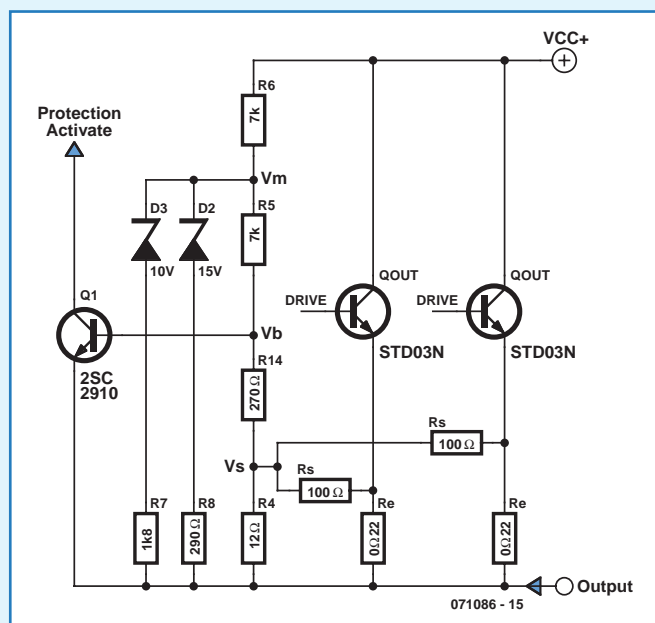 VCC+
R6
7k
Protection
Activate
Vm
D3
D2
R5
7k
10V
15V
QOUT
QOUT
Q1
DRIVE
DRIVE
Vb
STD03N
STD03N
2SC
2910
R14
270Ω
Rs
100Ω
Vs
Rs
100Ω
R7
R8
R4
Re
Re
1k8
290Ω
12Ω
0Ω22
0Ω22
Output
071086 - 15